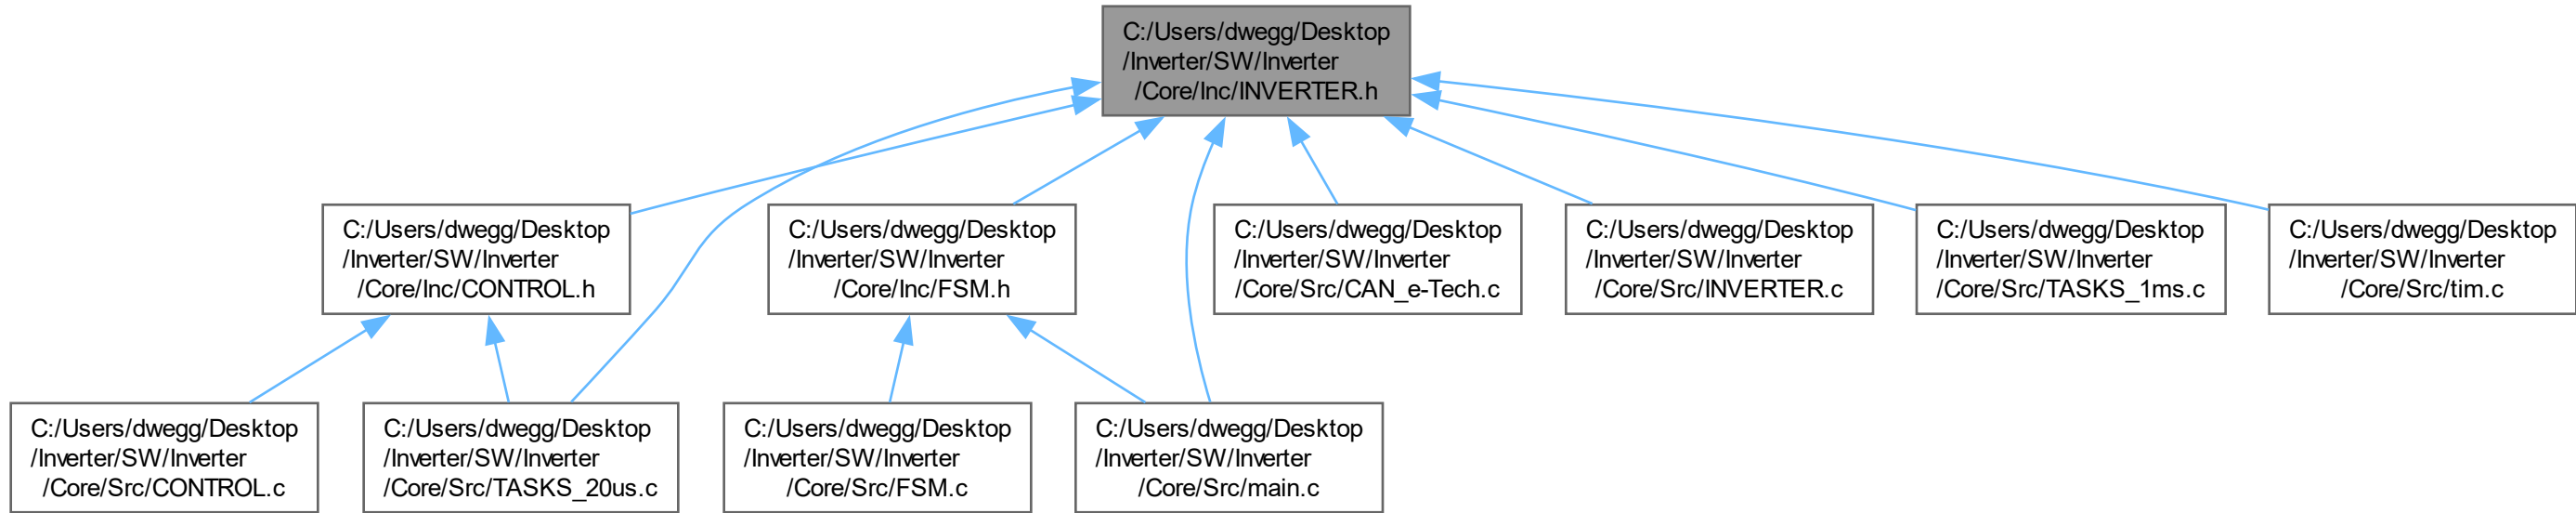 C:/Users/dwegg/Desktop
/Inverter/SW/Inverter
/Core/Inc/INVERTER.h
C:/Users/dwegg/Desktop
/Inverter/SW/Inverter
/Core/Inc/CONTROL.h
C:/Users/dwegg/Desktop
/Inverter/SW/Inverter
/Core/Inc/FSM.h
C:/Users/dwegg/Desktop
/Inverter/SW/Inverter
/Core/Src/CAN_e-Tech.c
C:/Users/dwegg/Desktop
/Inverter/SW/Inverter
/Core/Src/INVERTER.c
C:/Users/dwegg/Desktop
/Inverter/SW/Inverter
/Core/Src/TASKS_1ms.c
C:/Users/dwegg/Desktop
/Inverter/SW/Inverter
/Core/Src/tim.c
C:/Users/dwegg/Desktop
/Inverter/SW/Inverter
/Core/Src/CONTROL.c
C:/Users/dwegg/Desktop
/Inverter/SW/Inverter
/Core/Src/TASKS_20us.c
C:/Users/dwegg/Desktop
/Inverter/SW/Inverter
/Core/Src/FSM.c
C:/Users/dwegg/Desktop
/Inverter/SW/Inverter
/Core/Src/main.c